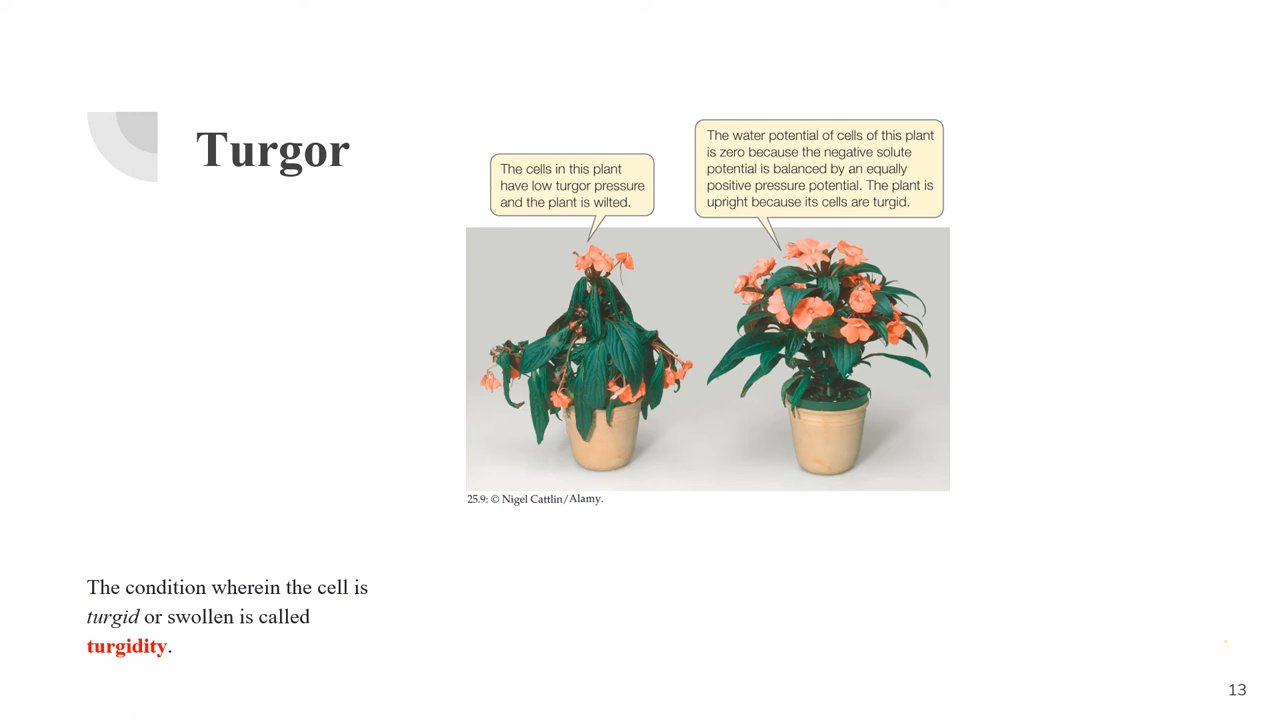 Turgor
The cells in this plant
have low turgor pressure
and the plant is wilted.
The water potential of cells of this plant
is zero because the negative solute
potential is balanced by an equally
positive pressure potential. The plant is
upright because its cells are turgid.
25.9: © Nigel Cattlin/Alamy.
The condition wherein the cell is
turgid or swollen is called
turgidity.
13